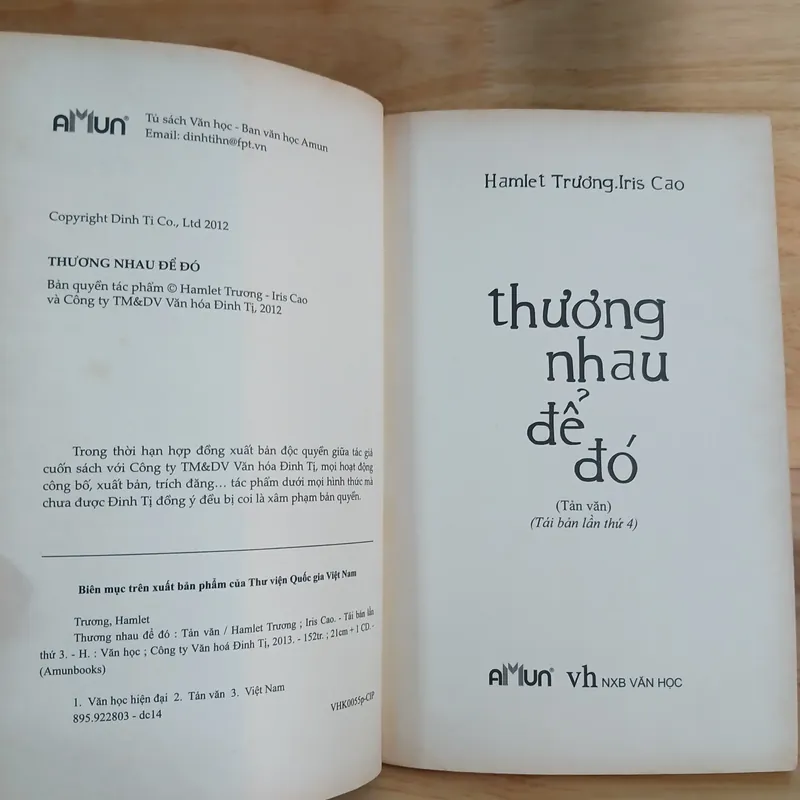 AMUN
Tủ sách Văn học - Ban văn học Amun
Email: dinhtihn@fpt.vn
Copyright Dinh Ti Co., Ltd 2012
THƯƠNG NHAU ĐỂ ĐÓ
Bản quyền tác phẩm © Hamlet Trương - Iris Cao
và Công ty TM&DV Văn hóa Đinh Tị, 2012
Trong thời hạn hợp đồng xuất bản độc quyền giữa tác giả
cuốn sách với Công ty TM&DV Văn hóa Đinh Tị, mọi hoạt động
công bố, xuất bản, trích đăng... tác phẩm dưới mọi hình thức mà
chưa được Đinh Tị đồng ý đều bị coi là xâm phạm bản quyền.
Biên mục trên xuất bản phẩm của Thư viện Quốc gia Việt Nam
Trương, Hamlet
Thương nhau để đó : Tản văn / Hamlet Trương ; Iris Cao. - Tái bản lần
thứ 3. - H. : Văn học ; Công ty Văn hoá Đinh Tị, 2013. - 152tr. ; 21cm + 1 CD. -
(Amunbooks)
1. Văn học hiện đại 2. Tản văn 3. Việt Nam
895.922803 - dc14
VHK0055p-CIP
Hamlet Trương.Iris Cao
thương
nhau
để
đó
(Tản văn)
(Tái bản lần thứ 4)
AMUN vh NXB VĂN HỌC